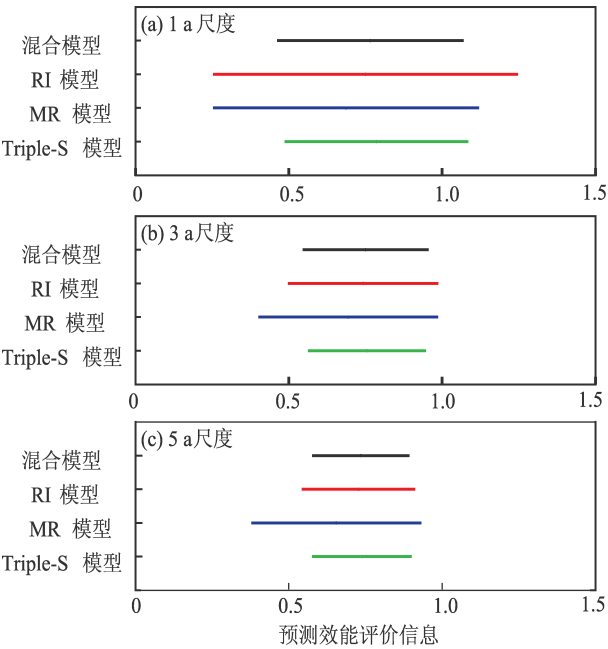 (a) 1 a 尺度
混合模型
RI 模型
MR 模型
Triple-S 模型
0 0.5 1.0 1.5
(b) 3 a尺度
混合模型
RI 模型
MR 模型
Triple-S 模型
0 0.5 1.0 1.5
(c) 5 a尺度
混合模型
RI 模型
MR 模型
Triple-S 模型
0 0.5 1.0 1.5
预测效能评价信息